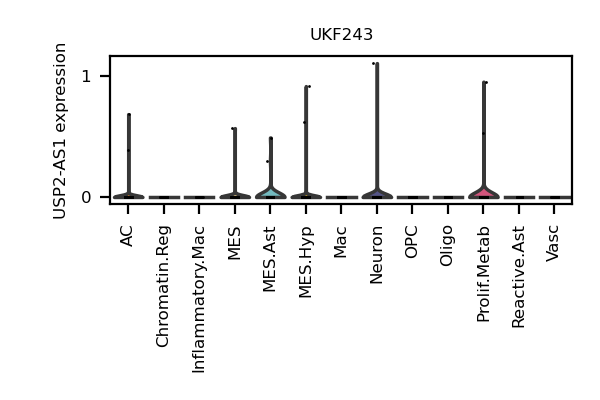 UKF243
USP2-AS1 expression
1
0
AC
Chromatin.Reg
Inflammatory.Mac
MES
MES.Ast
MES.Hyp
Mac
Neuron
OPC
Oligo
Prolif.Metab
Reactive.Ast
Vasc